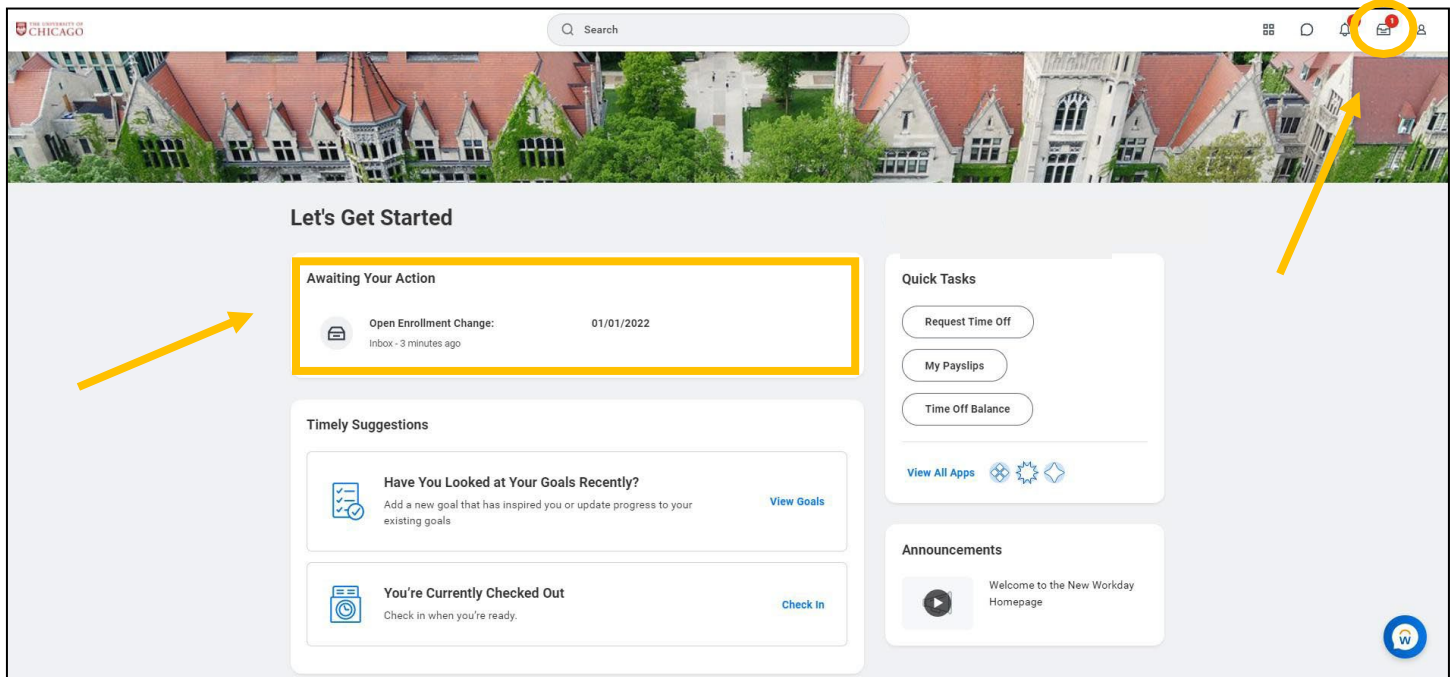 THE UNIVERSITY OF
CHICAGO
Search
1
Let's Get Started
Awaiting Your Action
Open Enrollment Change: 01/01/2022
Inbox - 3 minutes ago
Timely Suggestions
Have You Looked at Your Goals Recently?
Add a new goal that has inspired you or update progress to your
existing goals
View Goals
You're Currently Checked Out
Check in when you're ready.
Check In
Quick Tasks
Request Time Off
My Payslips
Time Off Balance
View All Apps
Announcements
Welcome to the New Workday
Homepage
W